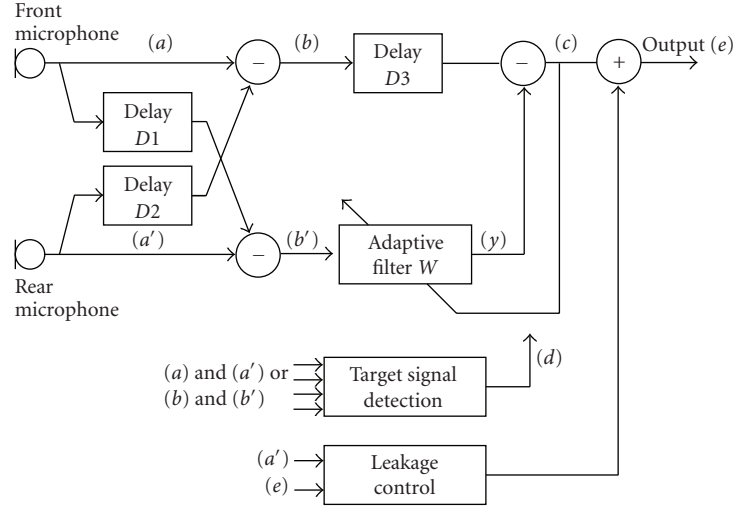 Front
microphone
(a)
−
(b)
Delay
D3
−
(c)
+
Output (e)
Delay
D1
Delay
D2
(a′)
−
(b′)
Adaptive
filter W
(y)
Rear
microphone
(a) and (a′) or
(b) and (b′)
Target signal
detection
(d)
(a′)
(e)
Leakage
control